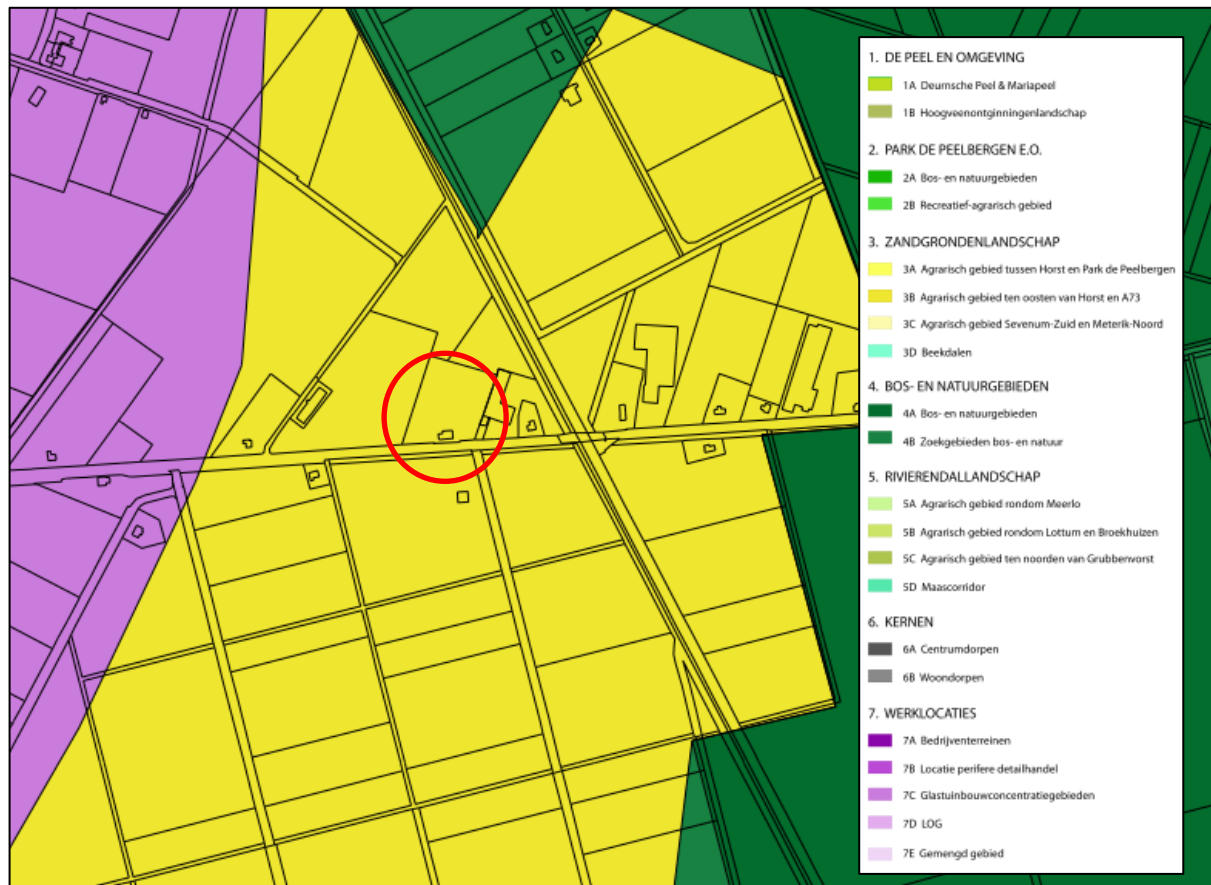 1. DE PEEL EN OMGEVING
1A Deurnsche Peel & Mariapeel
1B Hoogveenontginningenlandschap
2. PARK DE PEELBERGEN E.O.
2A Bos- en natuurgebieden
2B Recreatief-agrarisch gebied
3. ZANDGRONDENLANDSCHAP
3A Agrarisch gebied tussen Horst en Park de Peelbergen
3B Agrarisch gebied ten oosten van Horst en A73
3C Agrarisch gebied Sevenum-Zuid en Meterik-Noord
3D Beekdalen
4. BOS- EN NATUURGEBIEDEN
4A Bos- en natuurgebieden
4B Zoekgebieden bos- en natuur
5. RIVIERENDALLANDSCHAP
5A Agrarisch gebied rondom Meerlo
5B Agrarisch gebied rondom Lottum en Broekhuizen
5C Agrarisch gebied ten noorden van Grubbenvorst
5D Maascorridor
6. KERNEN
6A Centrumdorpen
6B Woondorpen
7. WERKLOCATIES
7A Bedrijventerreinen
7B Locatie perifere detailhandel
7C Glastuinbouwconcentratiegebieden
7D LOG
7E Gemengd gebied